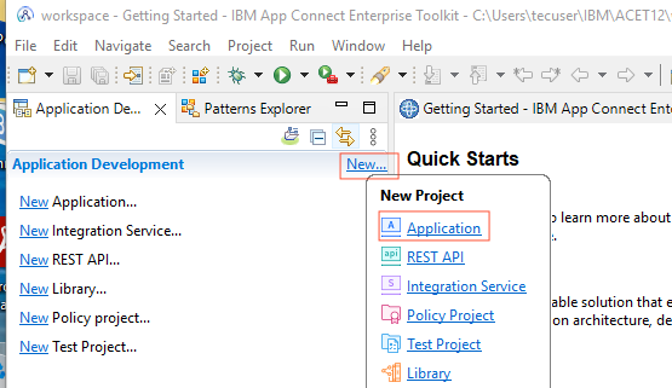 workspace - Getting Started - IBM App Connect Enterprise Toolkit - C:\Users\tecuser\IBM\ACET12\
File Edit Navigate Search Project Run Window Help
Application De... Patterns Explorer Getting Started - IBM App Connect Ente
Application Development New...
Quick Starts
New Application...
New Integration Service...
New REST API...
New Library...
New Policy project...
New Test Project...
New Project
A Application
api REST API
S Integration Service
Policy Project
Test Project
Library
o learn more about
e.
able solution that e
on architecture, de